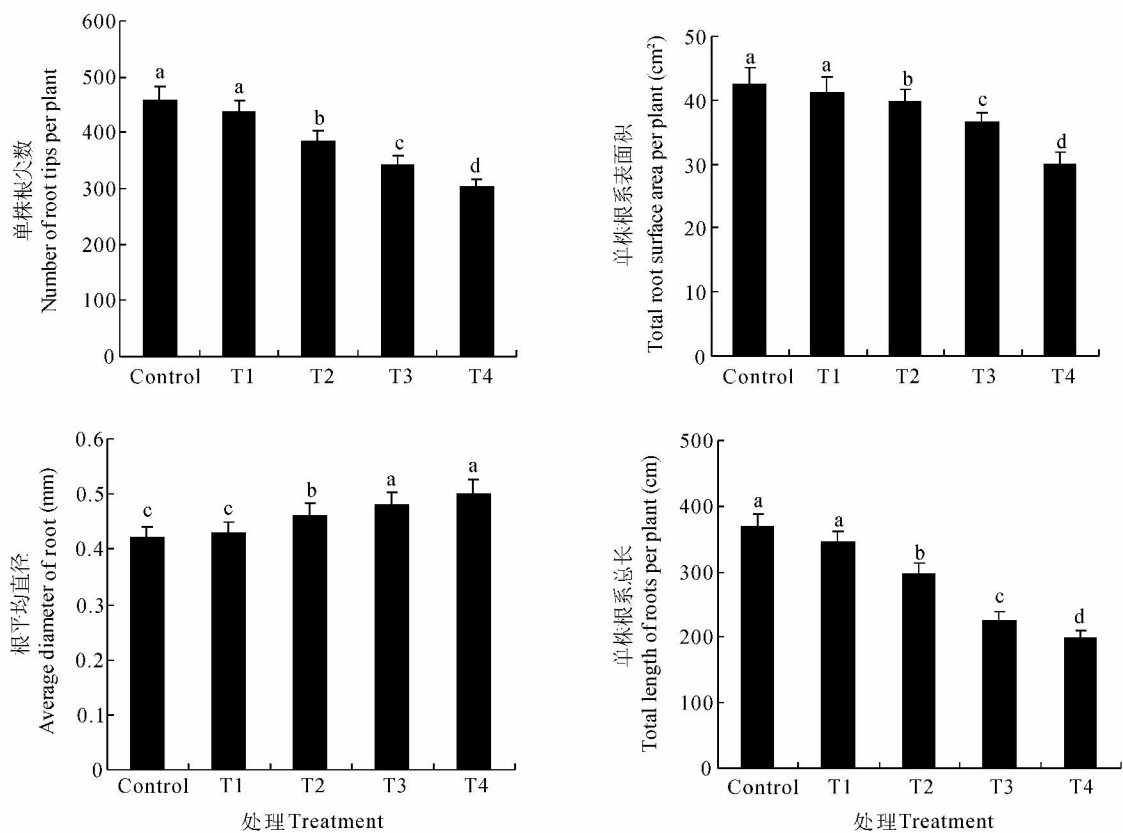 单株根尖数
Number of root tips per plant
600
500
400
300
200
100
0
a
a
b
c
d
Control T1 T2 T3 T4
单株根系表面积
Total root surface area per plant (cm²)
50
40
30
20
10
0
a
a
b
c
d
Control T1 T2 T3 T4
根平均直径
Average diameter of root (mm)
0.6
0.5
0.4
0.3
0.2
0.1
0
c
c
b
a
a
Control T1 T2 T3 T4
处理 Treatment
单株根系总长
Total length of roots per plant (cm)
500
400
300
200
100
0
a
a
b
c
d
Control T1 T2 T3 T4
处理 Treatment